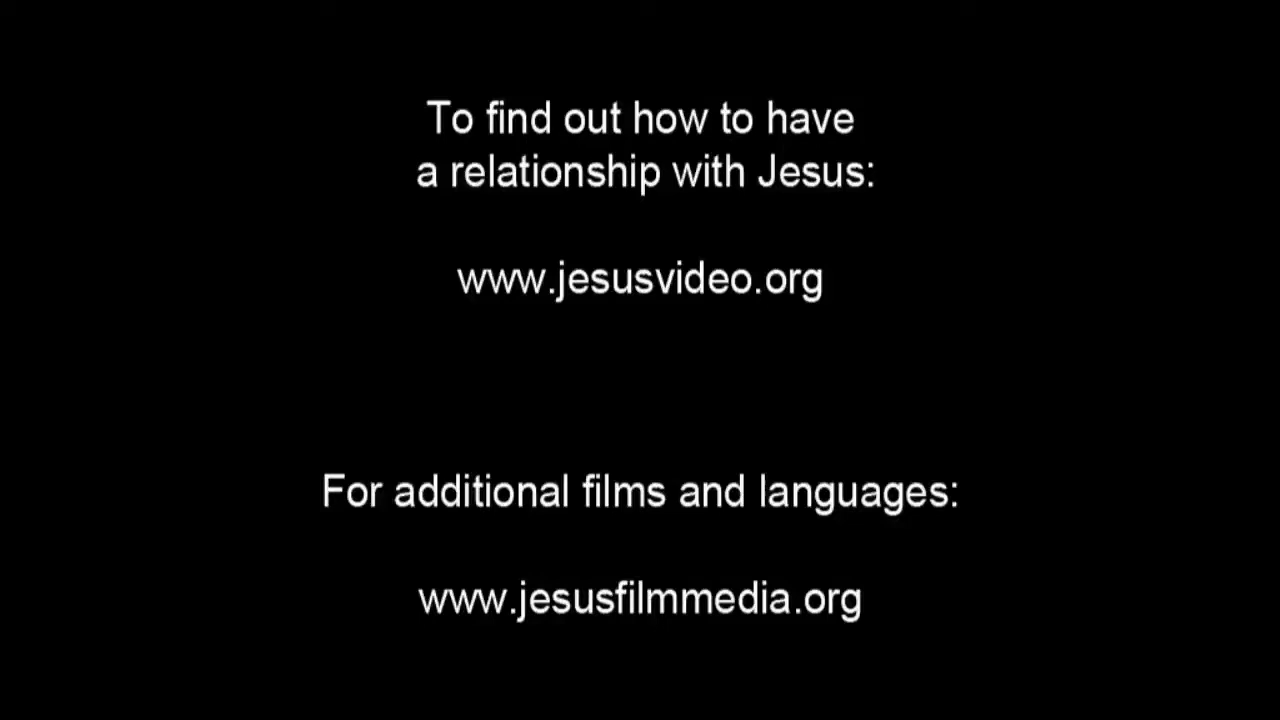 To find out how to have
a relationship with Jesus:
www.jesusvideo.org
For additional films and languages:
www.jesusfilmmedia.org